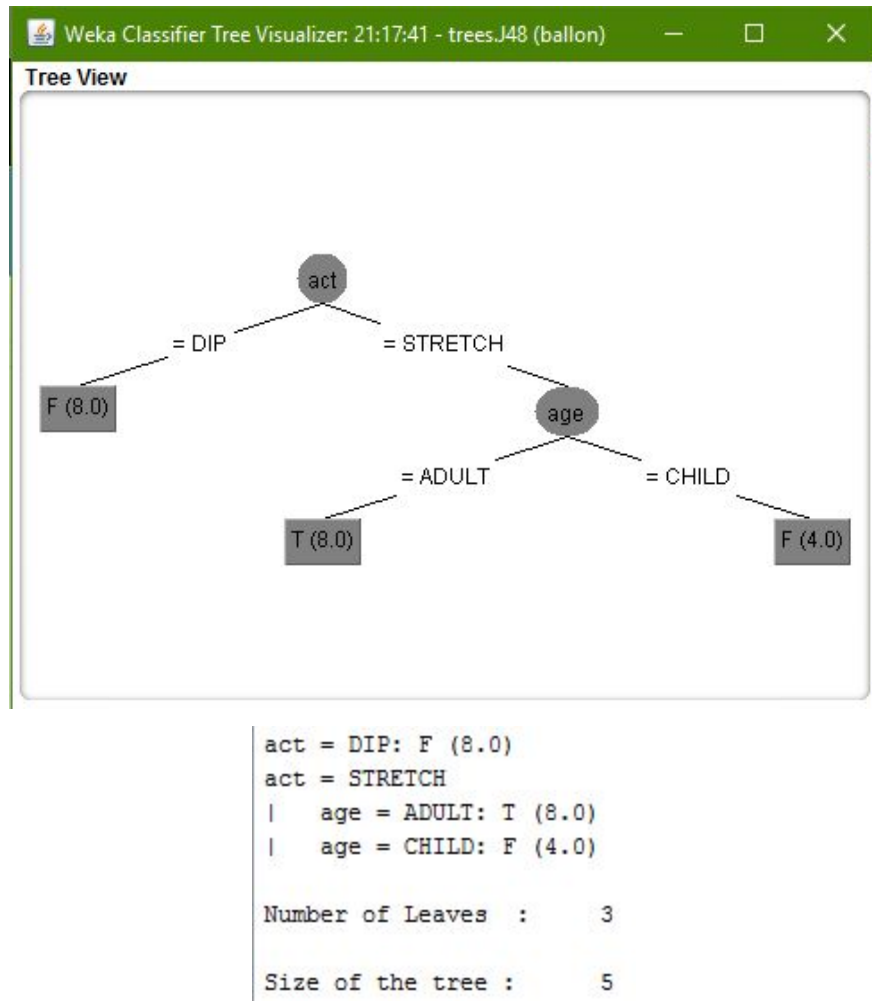 Weka Classifier Tree Visualizer: 21:17:41 - trees.J48 (ballon)
Tree View
act
= DIP
= STRETCH
F (8.0)
age
= ADULT
= CHILD
T (8.0)
F (4.0)
act = DIP: F (8.0)
act = STRETCH
|   age = ADULT: T (8.0)
|   age = CHILD: F (4.0)
Number of Leaves  :     3
Size of the tree :      5